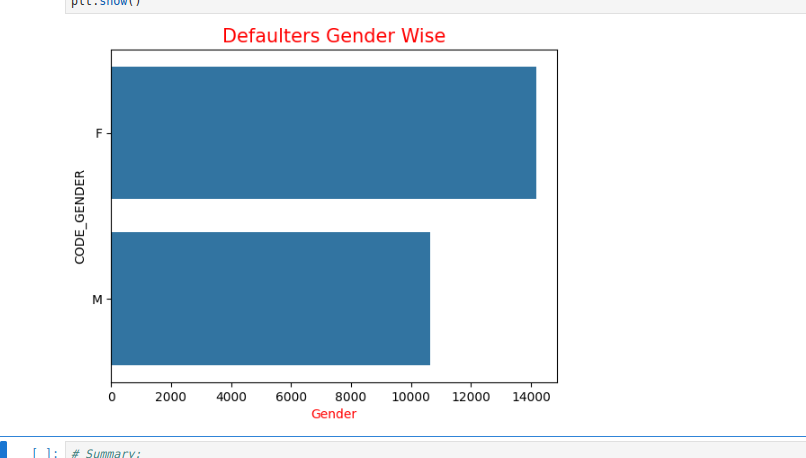 plt.show()
Defaulters Gender Wise
F
CODE_GENDER
M
0 2000 4000 6000 8000 10000 12000 14000
Gender
[ ]: # Summary: